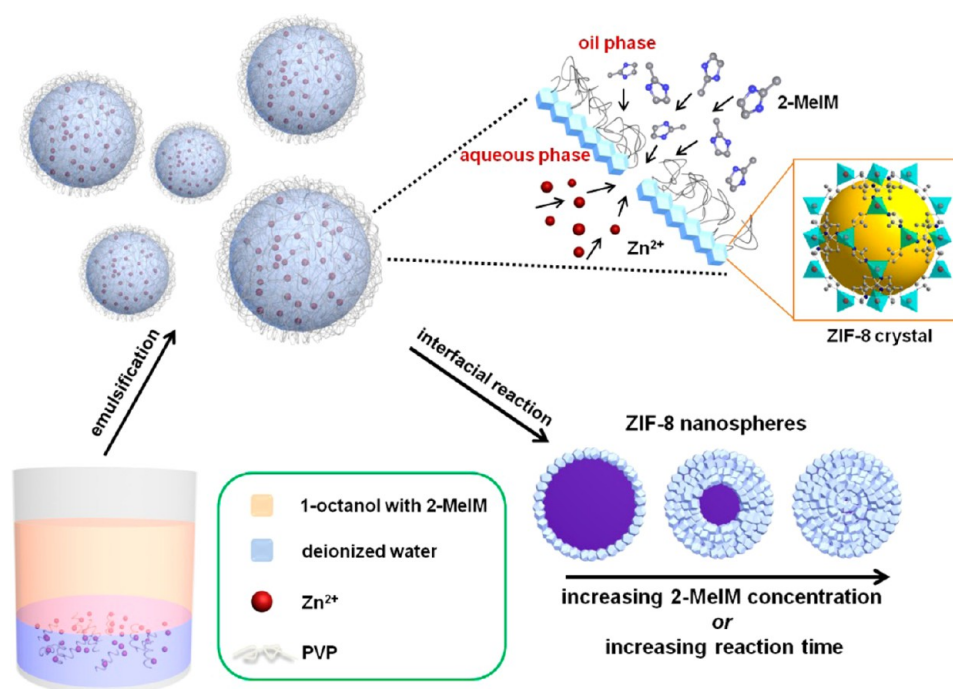 oil phase
2-MeIM
aqueous phase
Zn²⁺
ZIF-8 crystal
emulsification
interfacial reaction
ZIF-8 nanospheres
1-octanol with 2-MeIM
deionized water
Zn²⁺
PVP
increasing 2-MeIM concentration
or
increasing reaction time